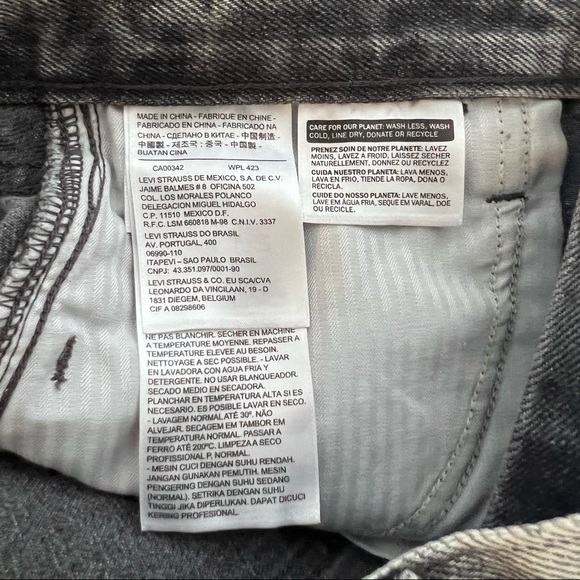 MADE IN CHINA - FABRIQUE EN CHINE -
FABRICADO EN CHINA - FABRICADO NA
CHINA - СДЕЛАНО В КИТАЕ - 中国制造 -
中國製 - 제조국 : 중국 - 中国製 -
BUATAN CINA
CA00342 WPL 423
LEVI STRAUSS DE MEXICO, S.A. DE C.V.
JAIME BALMES # 8 OFICINA 502
COL. LOS MORALES POLANCO
DELEGACION MIGUEL HIDALGO
C.P. 11510 MEXICO D.F.
R.F.C. LSM 660818 M-98 C.N.I.V. 3337
LEVI STRAUSS DO BRASIL
AV. PORTUGAL, 400
06990-110
ITAPEVI – SAO PAULO BRASIL
CNPJ: 43.351.097/0001-90
LEVI STRAUSS & CO. EU SCA/CVA
LEONARDO DA VINCILAAN, 19 - D
1831 DIEGEM, BELGIUM
CIF A 08298606
NE PAS BLANCHIR. SÉCHER EN MACHINE
A TEMPERATURE MOYENNE. REPASSER A
TEMPERATURE ELEVEE AU BESOIN.
NETTOYAGE A SEC POSSIBLE. - LAVAR
EN LAVADORA CON AGUA FRIA Y
DETERGENTE. NO USAR BLANQUEADOR.
SECADO MEDIO EN SECADORA.
PLANCHAR EN TEMPERATURA ALTA SI ES
NECESARIO. ES POSIBLE LAVAR EN SECO.
- LAVAGEM NORMAL ATÉ 30º. NÃO
ALVEJAR. SECAGEM EM TAMBOR EM
TEMPERATURA NORMAL. PASSAR A
FERRO ATÉ 200ºC. LIMPEZA A SECO
PROFISSIONAL P, NORMAL.
- MESIN CUCI DENGAN SUHU RENDAH.
JANGAN GUNAKAN PEMUTIH. MESIN
PENGERING DENGAN SUHU SEDANG
(NORMAL). SETRIKA DENGAN SUHU
TINGGI JIKA DIPERLUKAN. DAPAT DICUCI
KERING PROFESIONAL.
CARE FOR OUR PLANET: WASH LESS, WASH
COLD, LINE DRY, DONATE OR RECYCLE
PRENEZ SOIN DE NOTRE PLANETE: LAVEZ
MOINS, LAVEZ A FROID, LAISSEZ SECHER
NATURELLEMENT, DONNEZ OU RECYCLEZ.
CUIDA NUESTRO PLANETA: LAVA MENOS,
LAVA EN FRIO, TIENDE LA ROPA, DONA O
RECICLA.
CUIDE DO NOSSO PLANETA: LAVE MENOS,
LAVE EM ÁGUA FRIA, SEQUE EM VARAL. DOE
OU RECICLE.